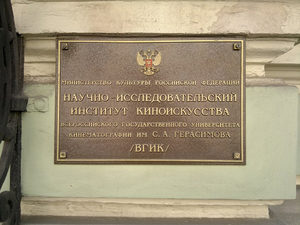 Министерство культуры Российской Федерации
НАУЧНО-ИССЛЕДОВАТЕЛЬСКИЙ
ИНСТИТУТ КИНОИСКУССТВА
Всероссийского государственного университета
кинематографии им. С. А. ГЕРАСИМОВА
/ВГИК/